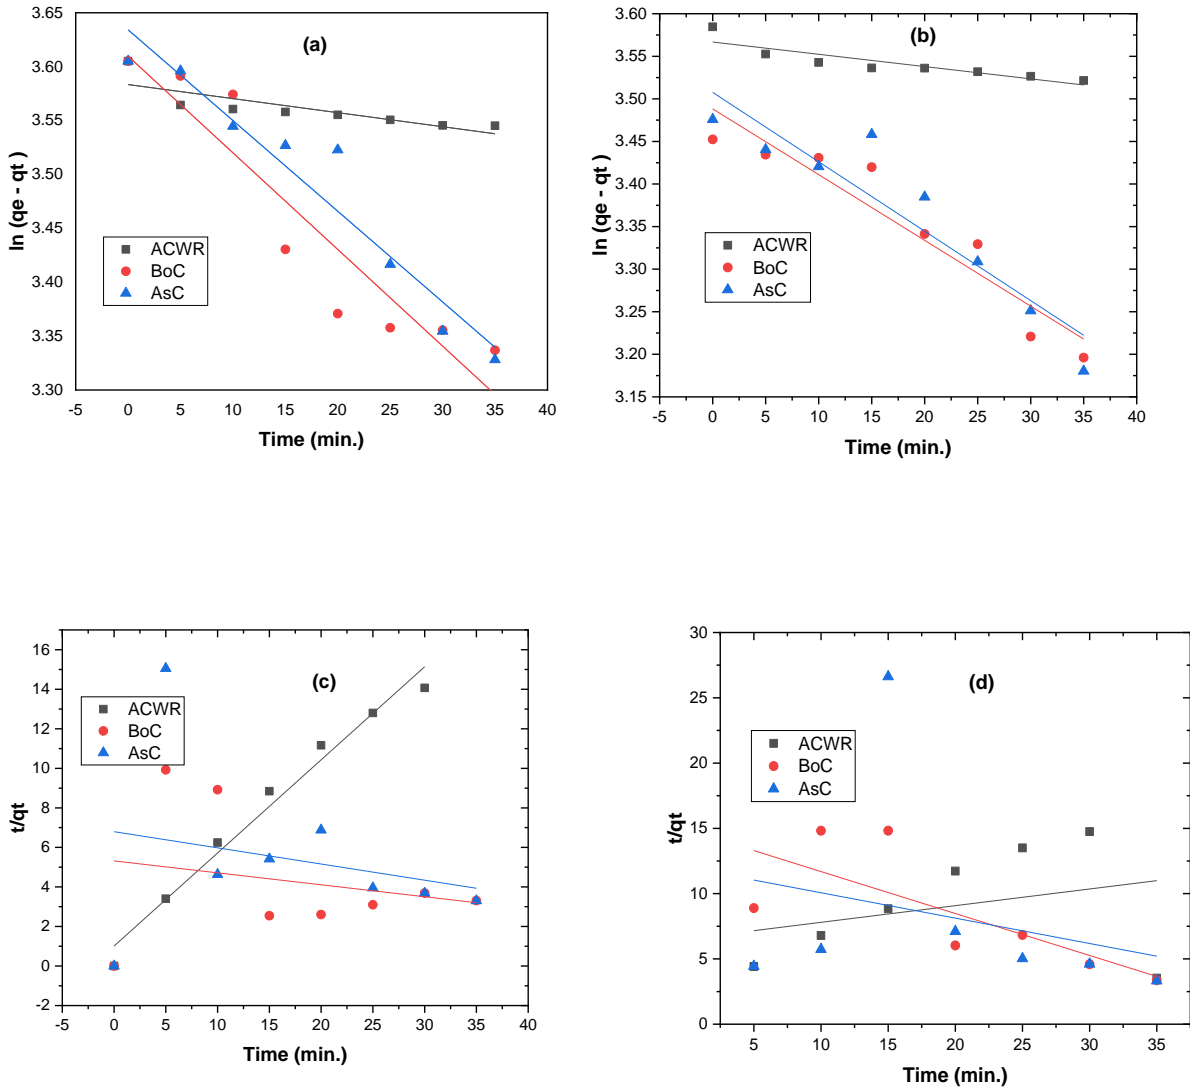 (a)
ln (qe - qt )
3.65
3.60
3.55
3.50
3.45
3.40
3.35
3.30
ACWR
BoC
AsC
-5 0 5 10 15 20 25 30 35 40
Time (min.)
(b)
ln (qe - qt )
3.60
3.55
3.50
3.45
3.40
3.35
3.30
3.25
3.20
3.15
ACWR
BoC
AsC
-5 0 5 10 15 20 25 30 35 40
Time (min.)
(c)
t/qt
16
14
12
10
8
6
4
2
0
-2
ACWR
BoC
AsC
-5 0 5 10 15 20 25 30 35 40
Time (min.)
(d)
t/qt
30
25
20
15
10
5
0
ACWR
BoC
AsC
5 10 15 20 25 30 35
Time (min.)